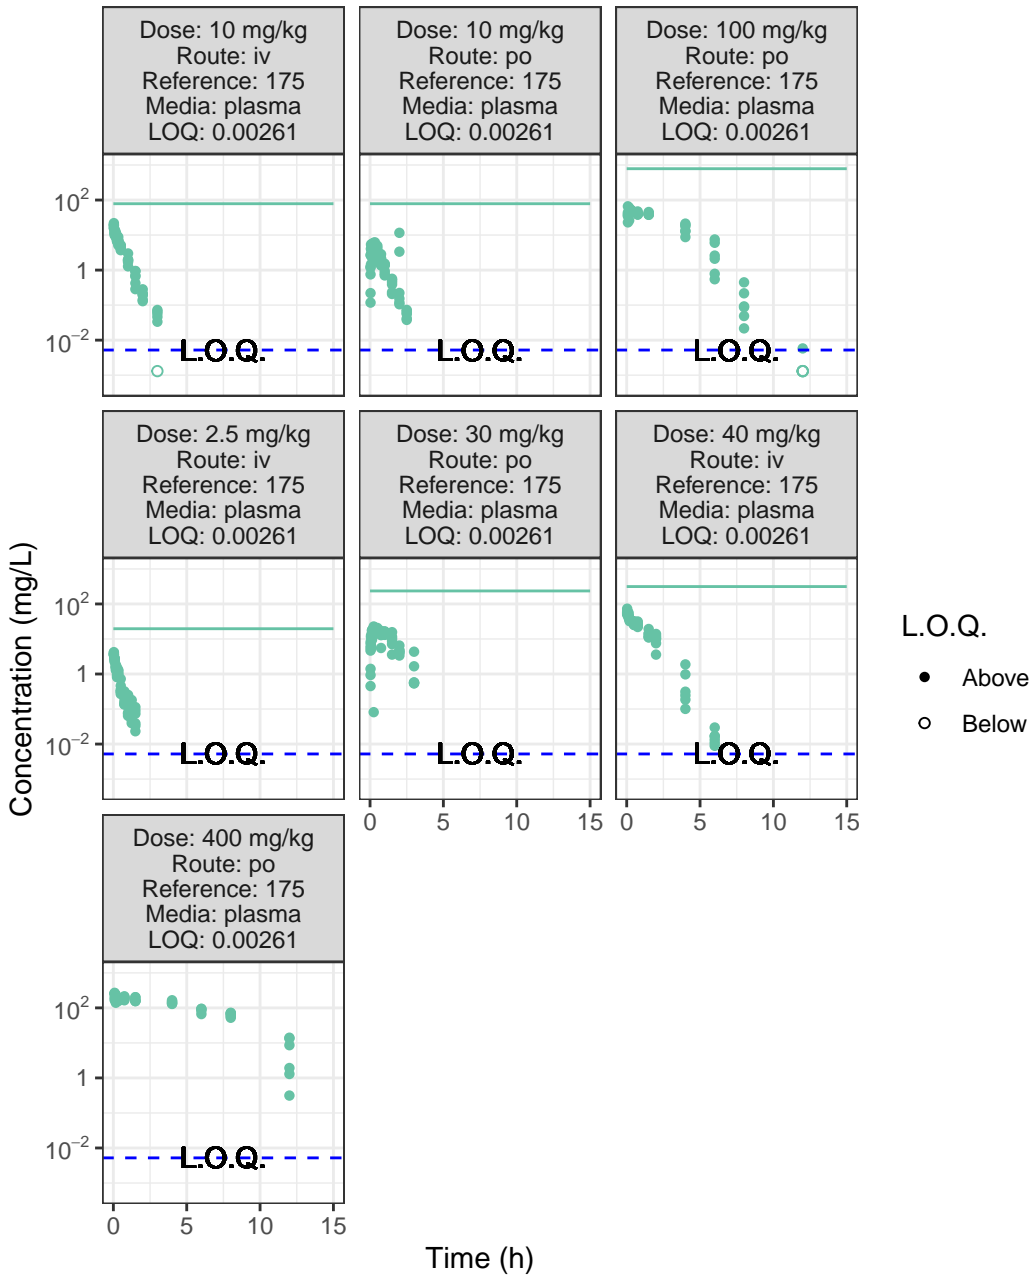 Dose: 10 mg/kg
Route: iv
Reference: 175
Media: plasma
LOQ: 0.00261
Dose: 10 mg/kg
Route: po
Reference: 175
Media: plasma
LOQ: 0.00261
Dose: 100 mg/kg
Route: po
Reference: 175
Media: plasma
LOQ: 0.00261
10²
1
10⁻²
L.O.Q.
L.O.Q.
L.O.Q.
Dose: 2.5 mg/kg
Route: iv
Reference: 175
Media: plasma
LOQ: 0.00261
Dose: 30 mg/kg
Route: po
Reference: 175
Media: plasma
LOQ: 0.00261
Dose: 40 mg/kg
Route: iv
Reference: 175
Media: plasma
LOQ: 0.00261
10²
1
10⁻²
L.O.Q.
L.O.Q.
L.O.Q.
0 5 10 15
0 5 10 15
Dose: 400 mg/kg
Route: po
Reference: 175
Media: plasma
LOQ: 0.00261
10²
1
10⁻²
L.O.Q.
0 5 10 15
Time (h)
Concentration (mg/L)
L.O.Q.
Above
Below